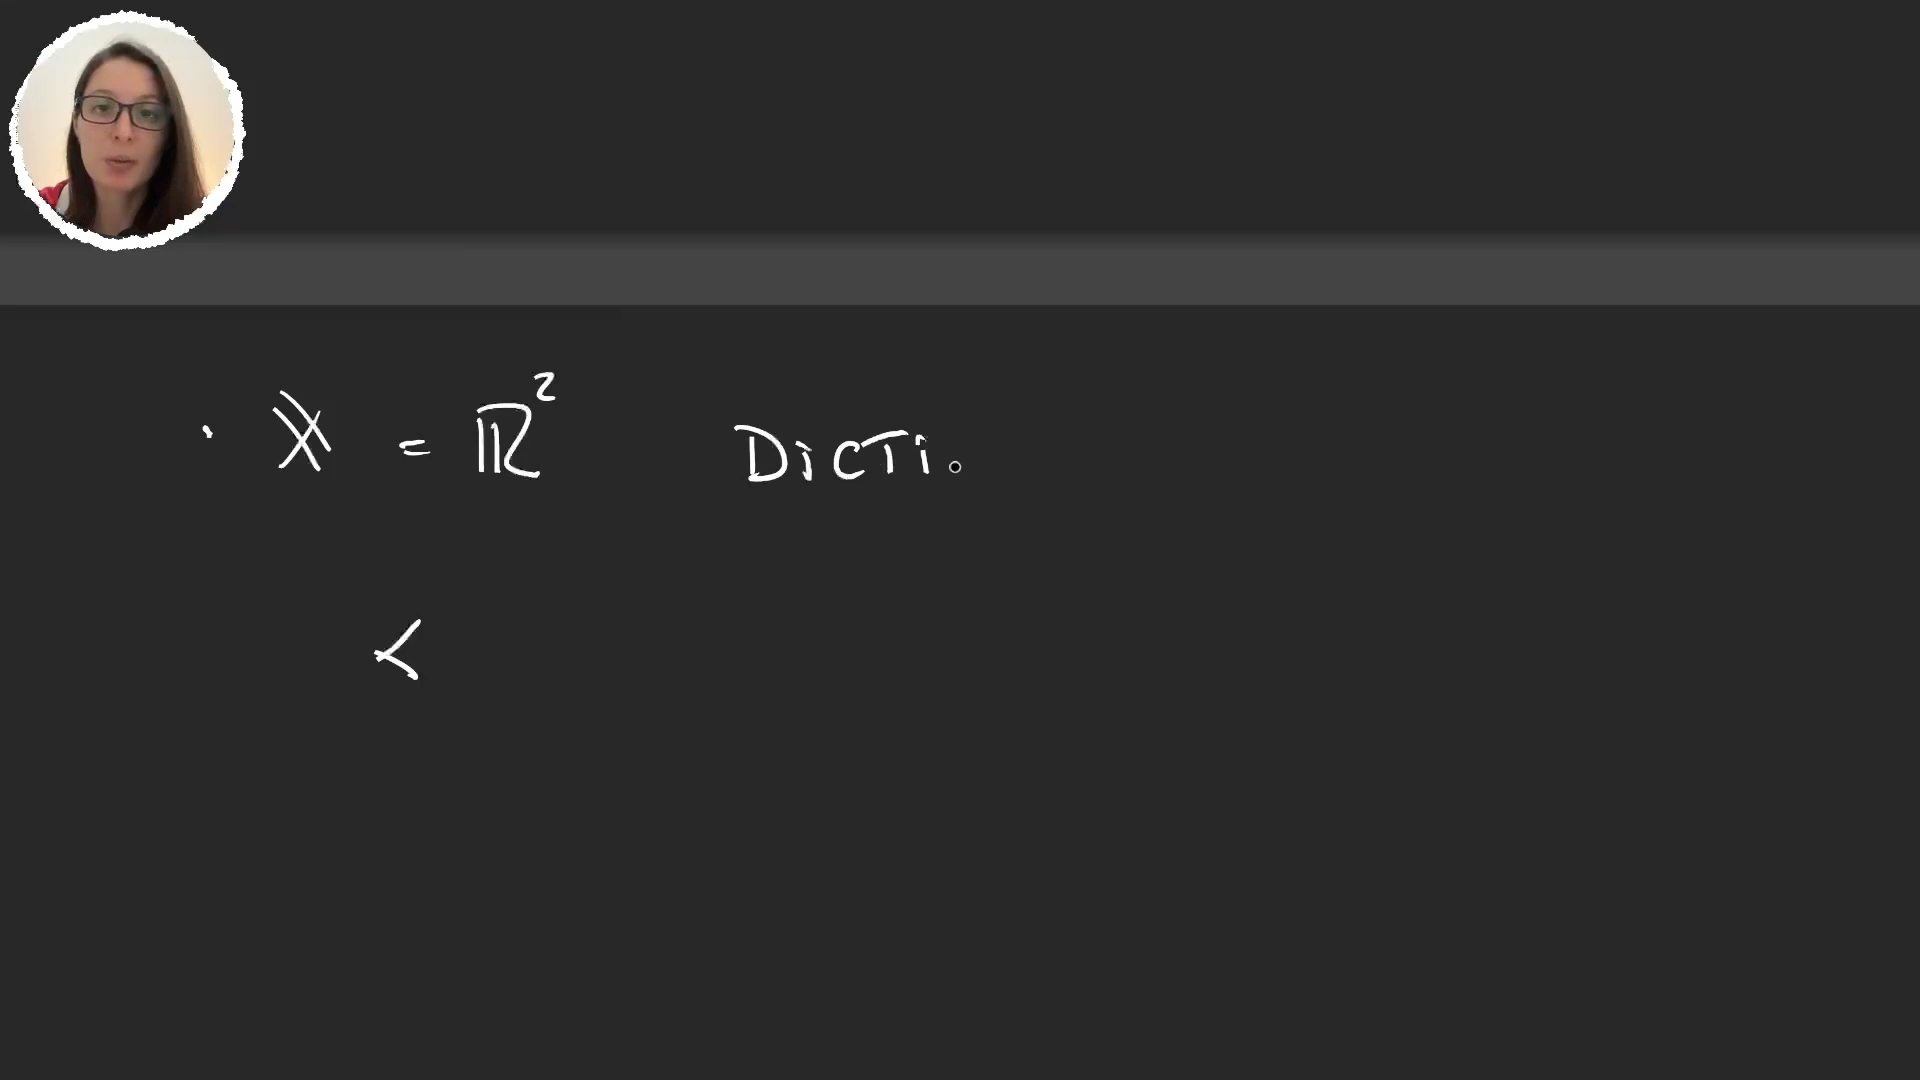 · 𝕏 = ℝ² DicTi
<